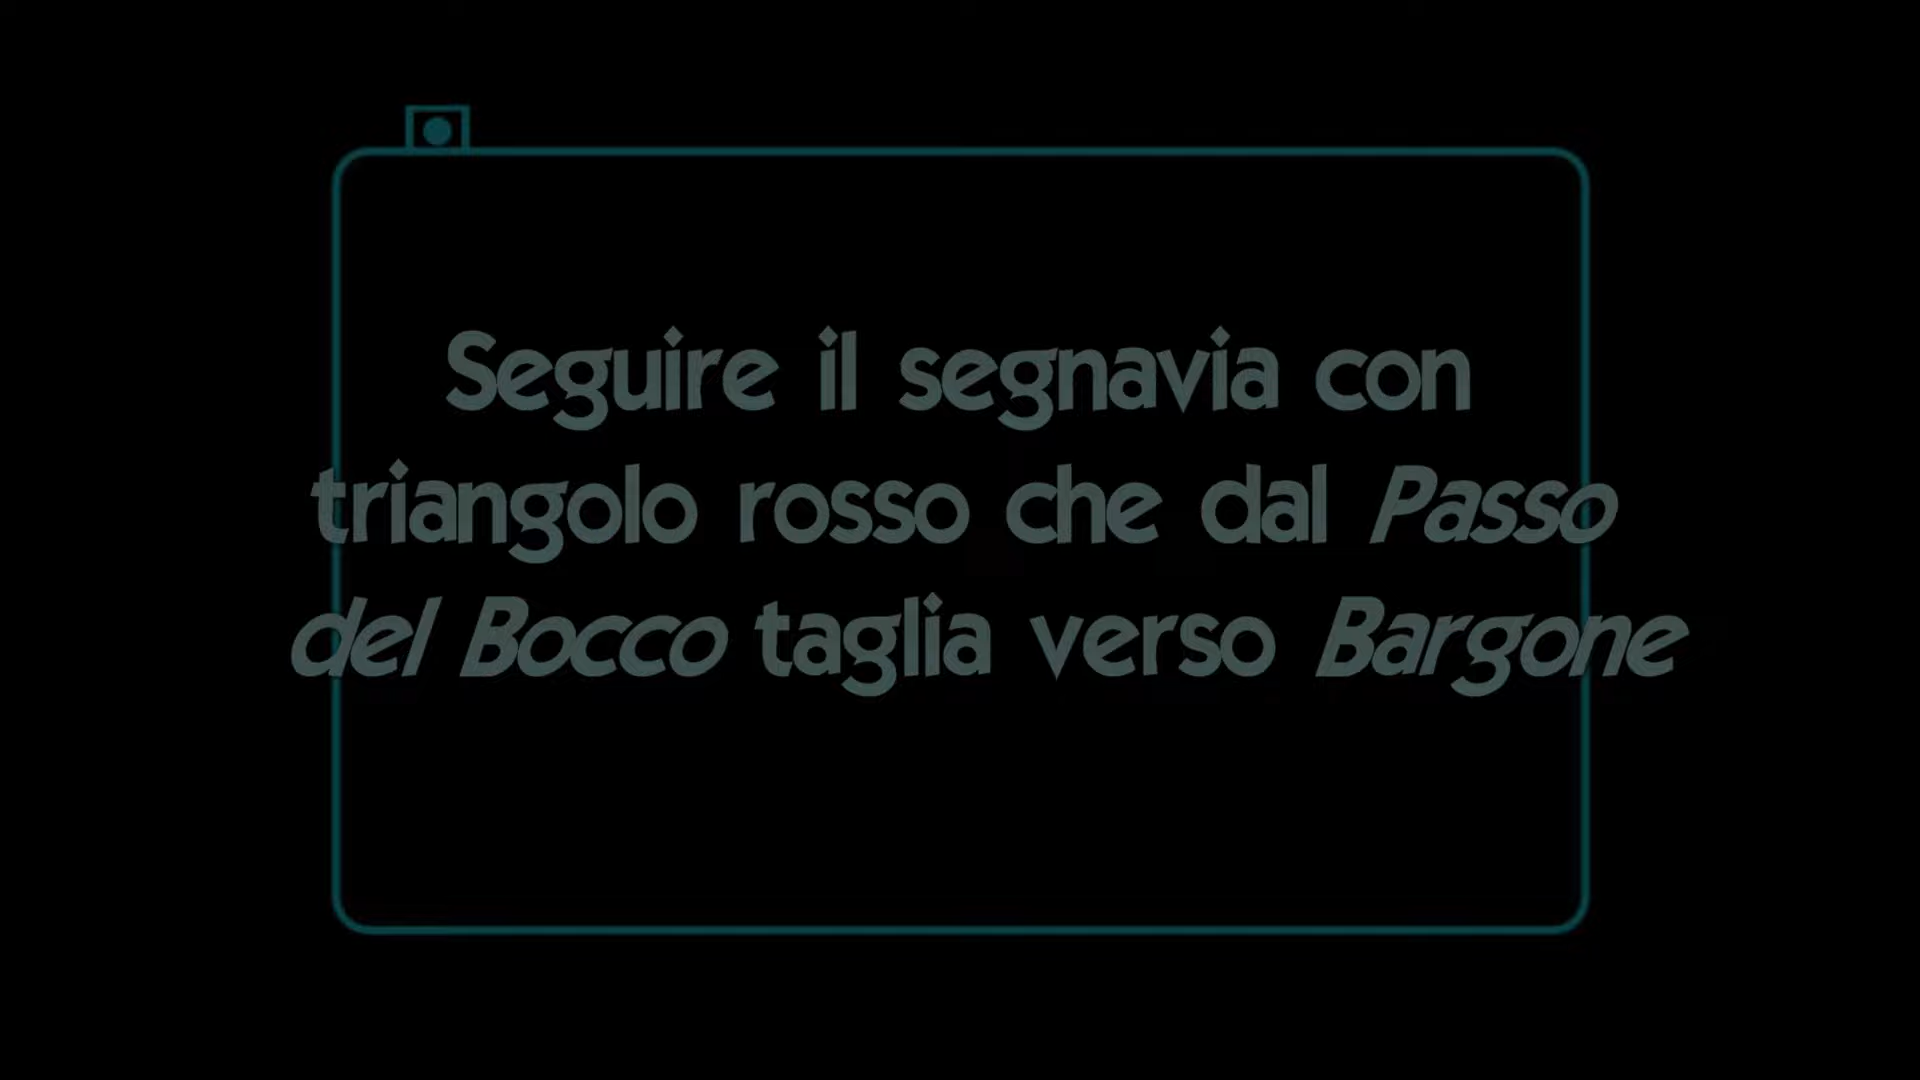 Seguire il segnavia con
triangolo rosso che dal Passo
del Bocco taglia verso Bargone